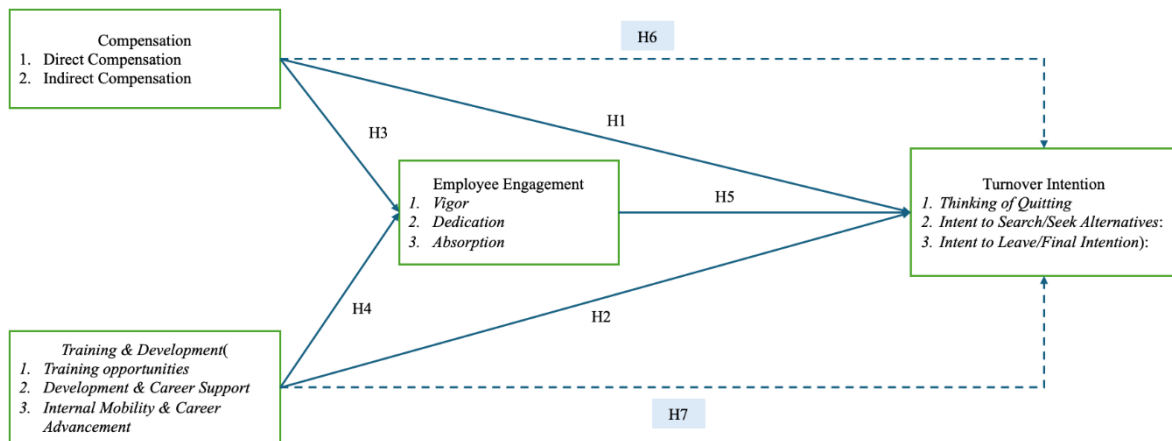 Compensation
1. Direct Compensation
2. Indirect Compensation
H6
H1
H3
Employee Engagement
1. Vigor
2. Dedication
3. Absorption
H5
Turnover Intention
1. Thinking of Quitting
2. Intent to Search/Seek Alternatives:
3. Intent to Leave/Final Intention):
H4
H2
Training & Development(
1. Training opportunities
2. Development & Career Support
3. Internal Mobility & Career
Advancement
H7